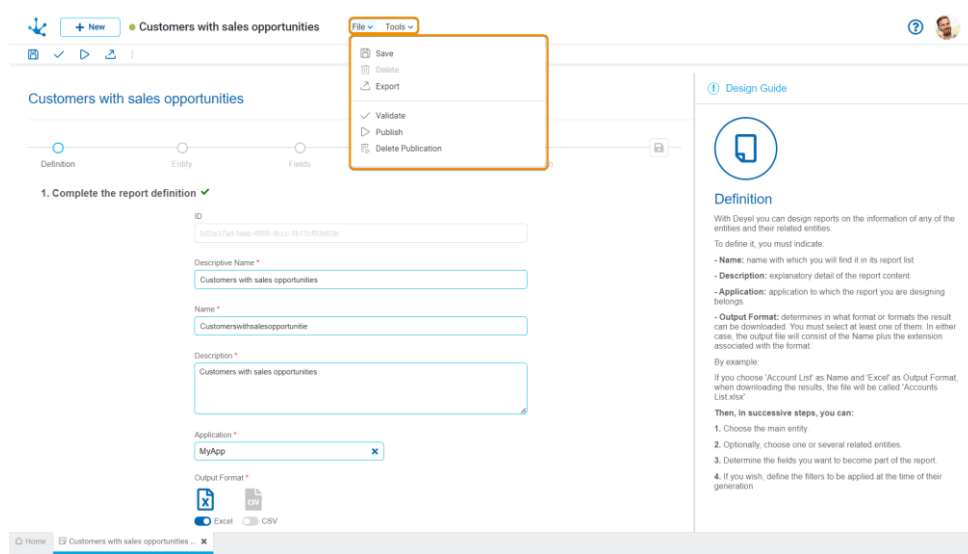 + New
Customers with sales opportunities
File
Tools
Save
Delete
Export
Validate
Publish
Delete Publication
Customers with sales opportunities
Definition
Entity
Fields
1. Complete the report definition
ID
Descriptive Name *
Customers with sales opportunities
Name *
Customerswithsalesopportunitie
Description *
Customers with sales opportunities
Application *
MyApp
Output Format *
CSV
Excel
CSV
Design Guide
Definition
With Deyel you can design reports on the information of any of the
entities and their related entities.
To define it, you must indicate:
- Name: name with which you will find it in its report list.
- Description: explanatory detail of the report content.
- Application: application to which the report you are designing
belongs.
- Output Format: determines in what format or formats the result
can be downloaded. You must select at least one of them. In either
case, the output file will consist of the Name plus the extension
associated with the format.
By example:
If you choose 'Account List' as Name and 'Excel' as Output Format,
when downloading the results, the file will be called 'Accounts
List.xlsx'
Then, in successive steps, you can:
1. Choose the main entity.
2. Optionally, choose one or several related entities.
3. Determine the fields you want to become part of the report.
4. If you wish, define the filters to be applied at the time of their
generation
Home
Customers with sales opportunities ...